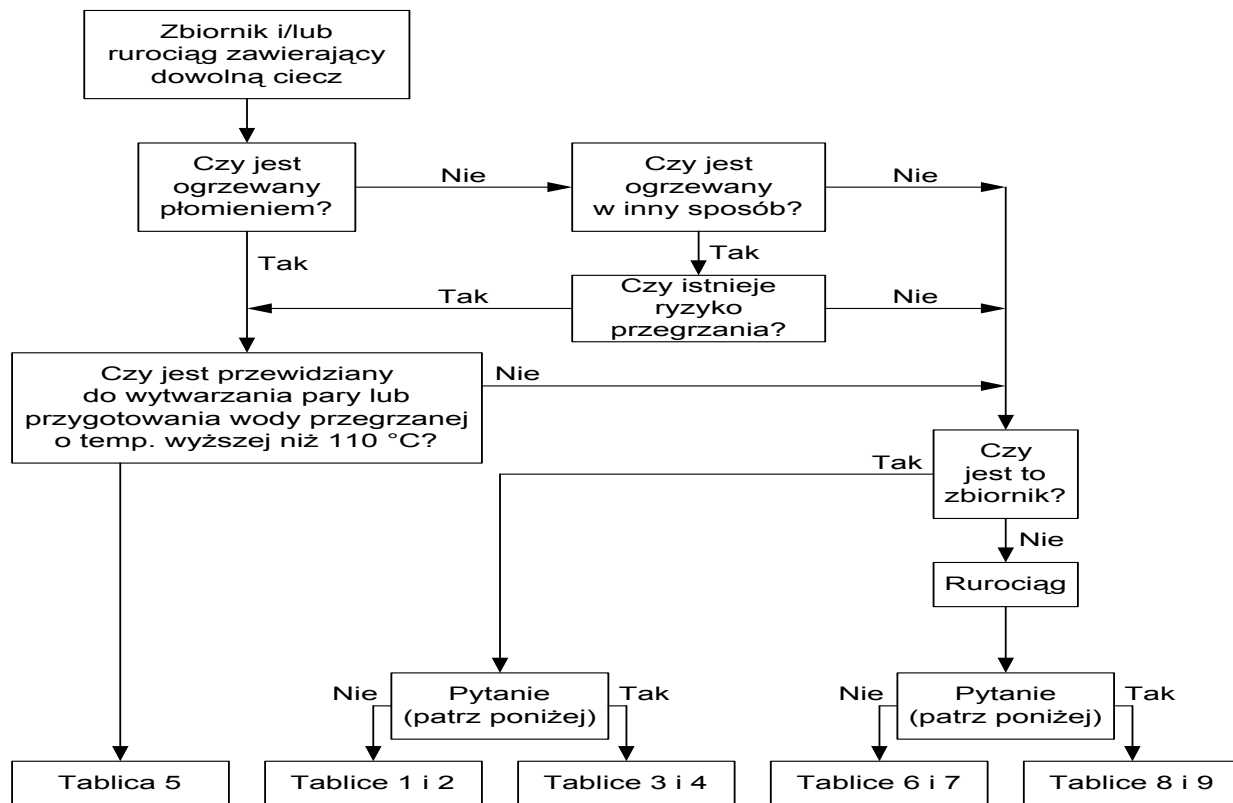 Zbiornik i/lub
rurociąg zawierający
dowolną ciecz
Czy jest
ogrzewany
płomieniem?
Nie
Czy jest
ogrzewany
w inny sposób?
Nie
Tak
Tak
Czy istnieje
ryzyko
przegrzania?
Tak
Nie
Czy jest przewidziany
do wytwarzania pary lub
przygotowania wody przegrzanej
o temp. wyższej niż 110 °C?
Nie
Czy
jest to
zbiornik?
Tak
Nie
Rurociąg
Nie
Pytanie
(patrz poniżej)
Tak
Nie
Pytanie
(patrz poniżej)
Tak
Tablica 5
Tablice 1 i 2
Tablice 3 i 4
Tablice 6 i 7
Tablice 8 i 9